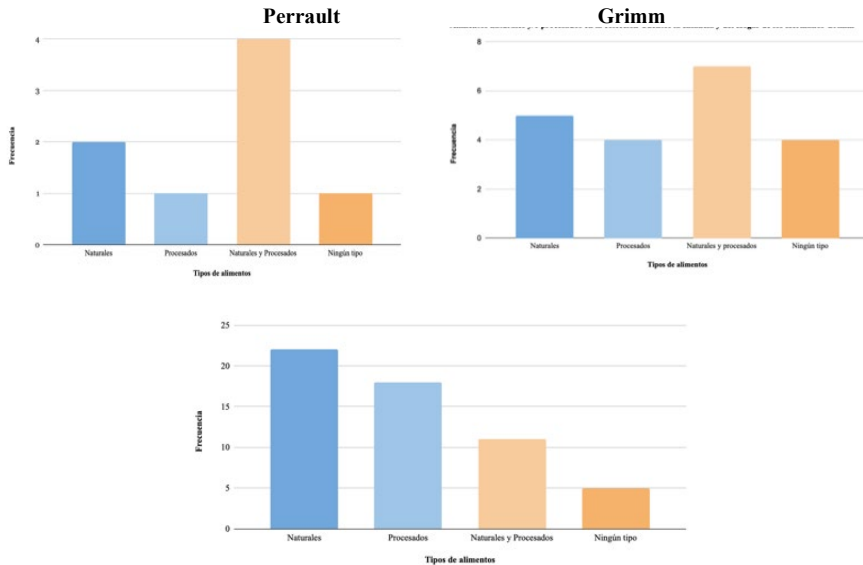 Perrault
Grimm
4
3
2
1
0
Frecuencia
Naturales
Procesados
Naturales y Procesados
Ningún tipo
Tipos de alimentos
8
6
4
2
0
Frecuencia
Naturales
Procesados
Naturales y procesados
Ningún tipo
Tipos de alimentos
25
20
15
10
5
0
Frecuencia
Naturales
Procesados
Naturales y Procesados
Ningún tipo
Tipos de alimentos